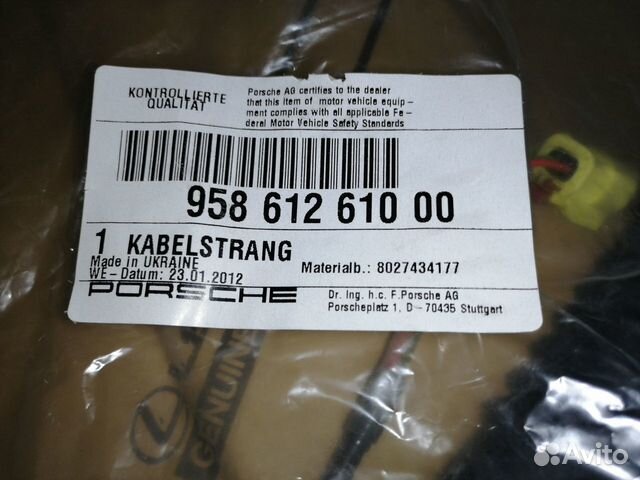 KONTROLLIERTE
QUALITÄT
Porsche AG certifies to the dealer
that this item of motor vehicle equip-
ment complies with all applicable Fe-
deral Motor Vehicle Safety Standards
958 612 610 00
1 KABELSTRANG
Made in UKRAINE
WE-Datum: 23.01.2012
Materialb.: 8027434177
PORSCHE
Dr. Ing. h.c. F.Porsche AG
Porscheplatz 1, D-70435 Stuttgart
GENUINE
Avito